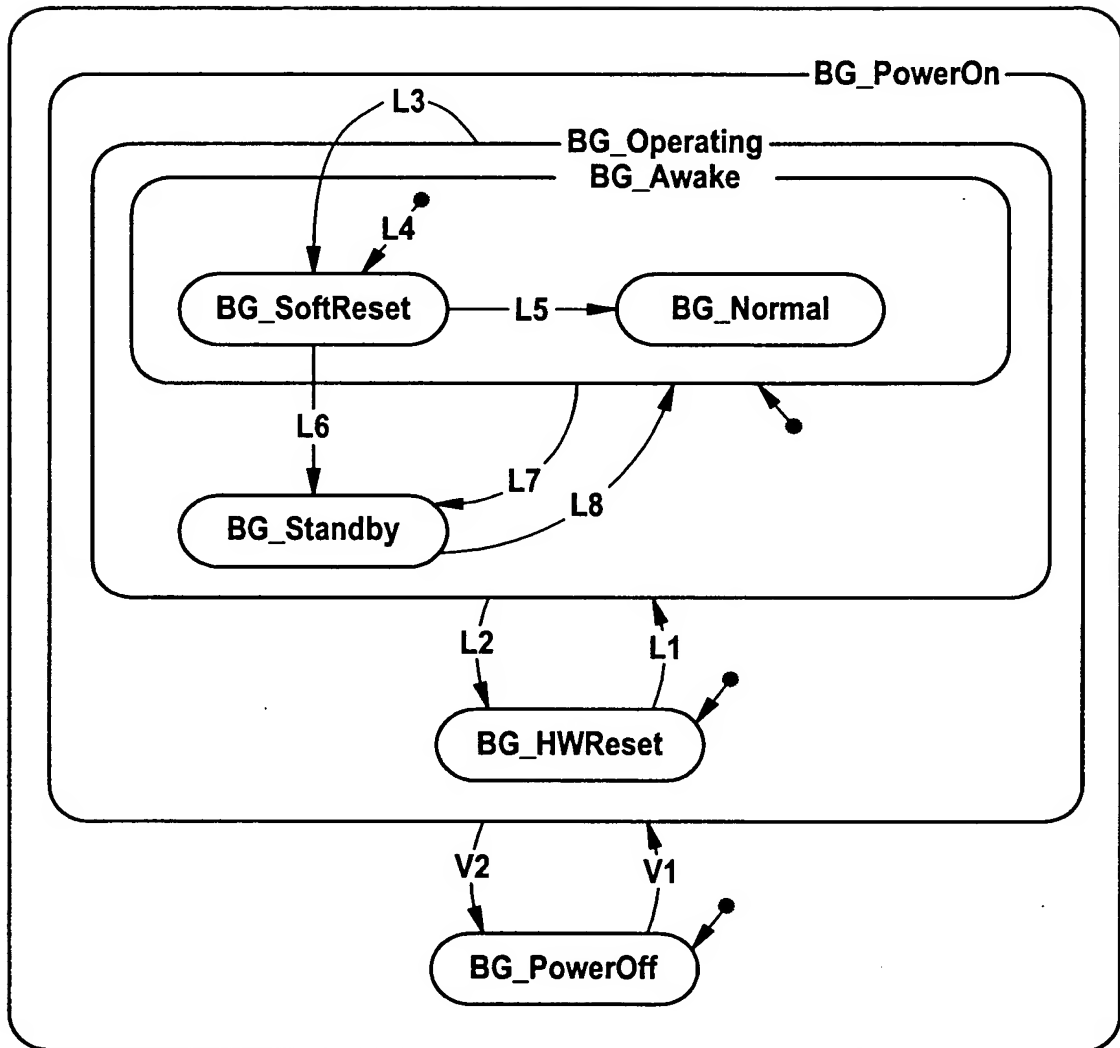 BG_PowerOn
L3
BG_Operating
BG_Awake
L4
BG_SoftReset
L5
BG_Normal
L6
L7
L8
BG_Standby
L2
L1
BG_HWReset
V2
V1
BG_PowerOff